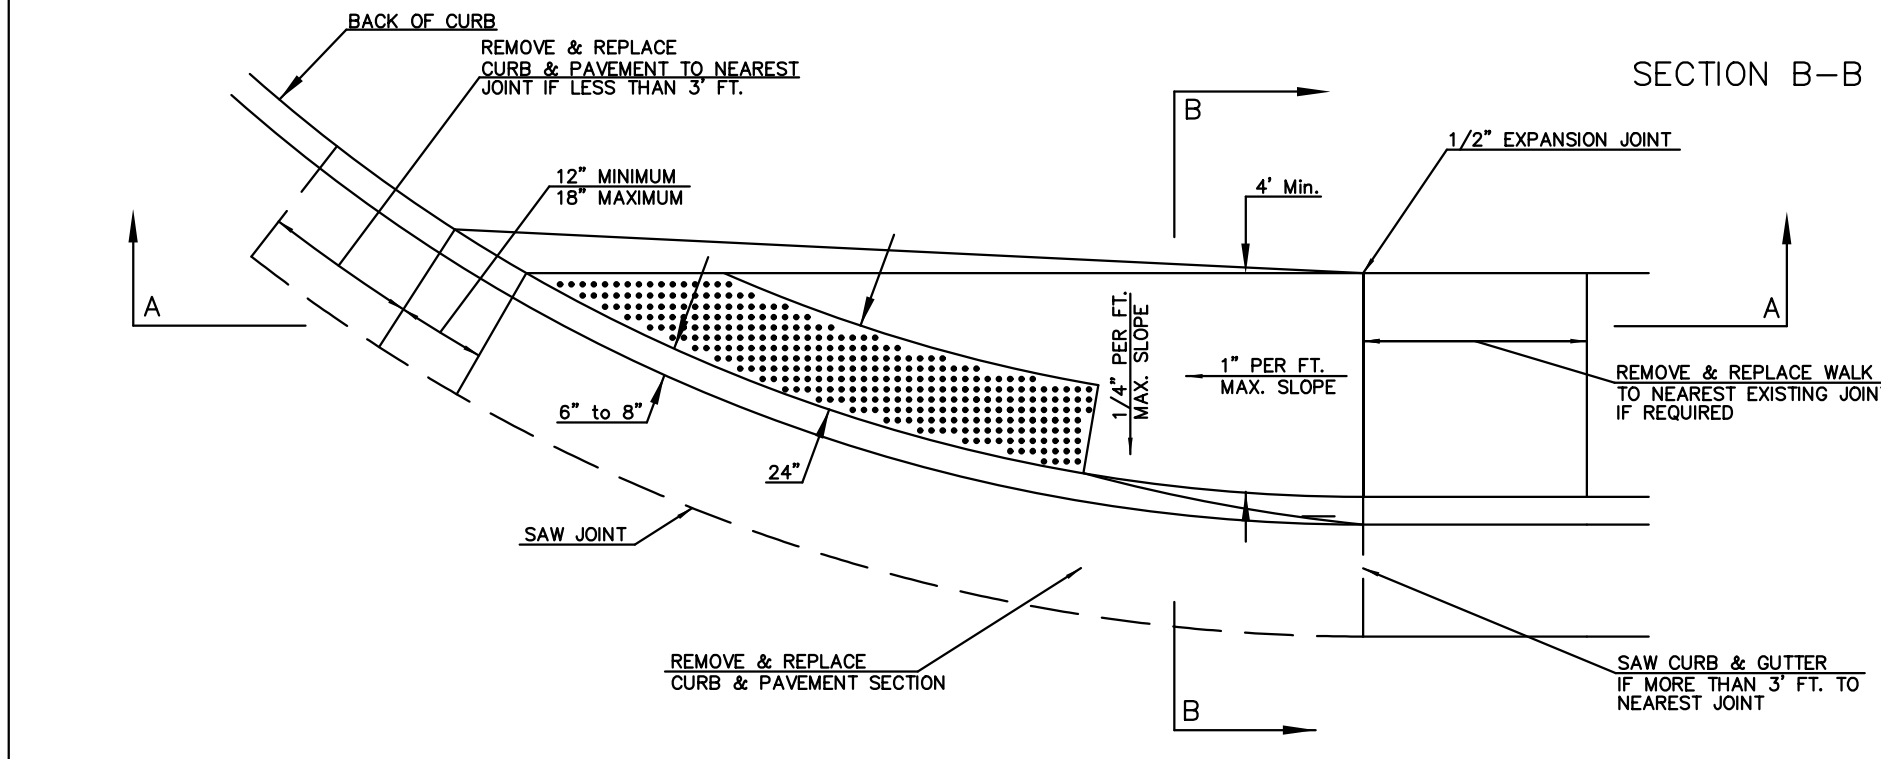 BACK OF CURB
REMOVE & REPLACE
CURB & PAVEMENT TO NEAREST
JOINT IF LESS THAN 3' FT.
SECTION B-B
B
1/2" EXPANSION JOINT
12" MINIMUM
18" MAXIMUM
4' Min.
A
A
1/4" PER FT.
MAX. SLOPE
1" PER FT.
MAX. SLOPE
REMOVE & REPLACE WALK
TO NEAREST EXISTING JOIN
IF REQUIRED
6" to 8"
24"
SAW JOINT
REMOVE & REPLACE
CURB & PAVEMENT SECTION
SAW CURB & GUTTER
IF MORE THAN 3' FT. TO
NEAREST JOINT
B